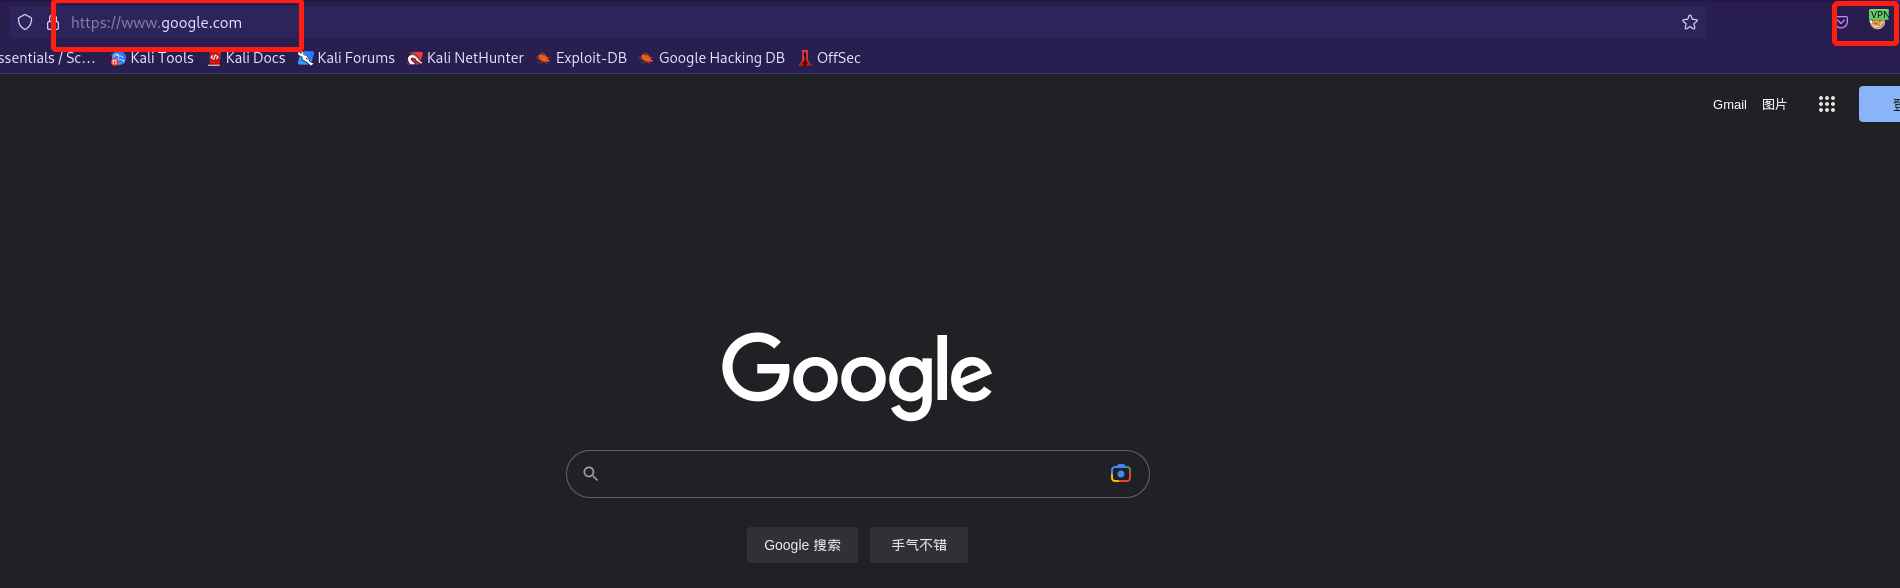 https://www.google.com
VPN
ssentials / Sc… Kali Tools Kali Docs Kali Forums Kali NetHunter Exploit-DB Google Hacking DB OffSec
Gmail 图片
Google
Google 搜索 手气不错